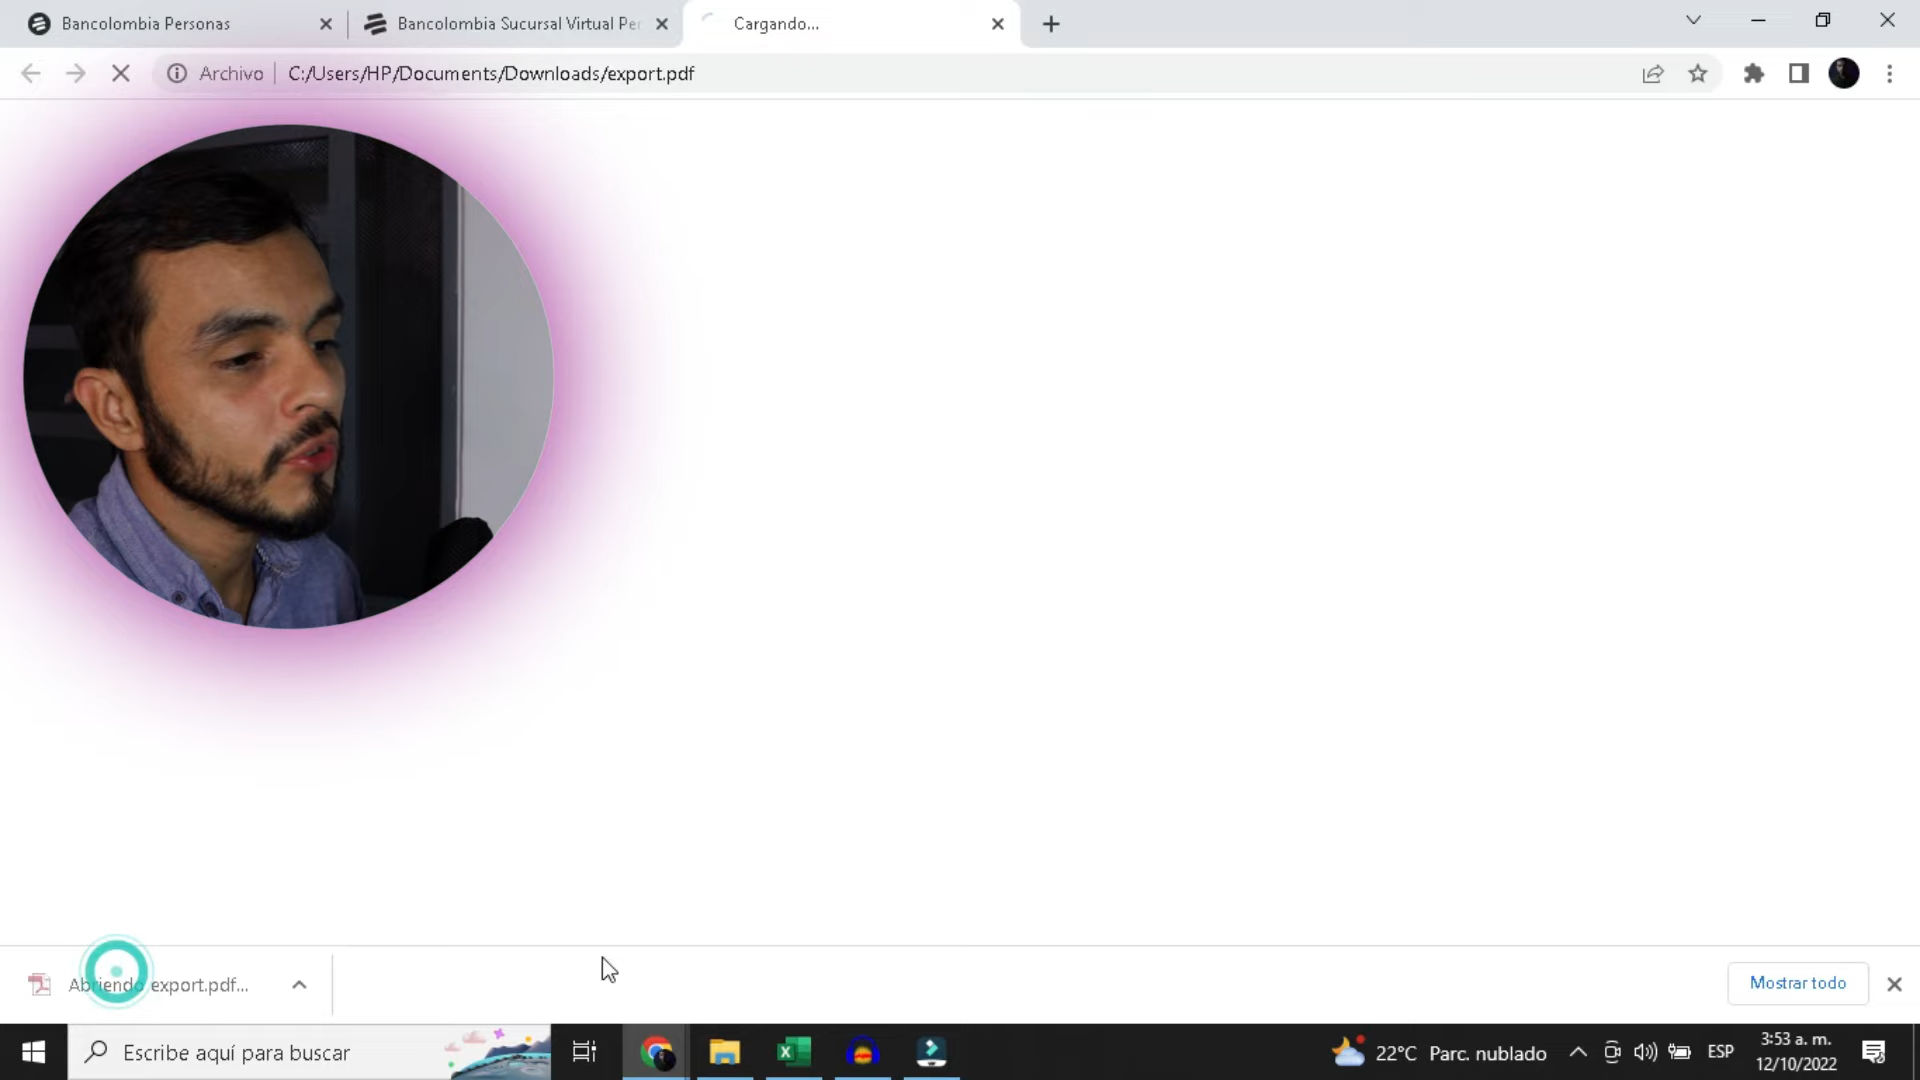 Bancolombia Personas
Bancolombia Sucursal Virtual Per
Cargando...
Archivo
C:/Users/HP/Documents/Downloads/export.pdf
Abriendo export.pdf...
Mostrar todo
Escribe aquí para buscar
22°C Parc. nublado
ESP
3:53 a. m.
12/10/2022